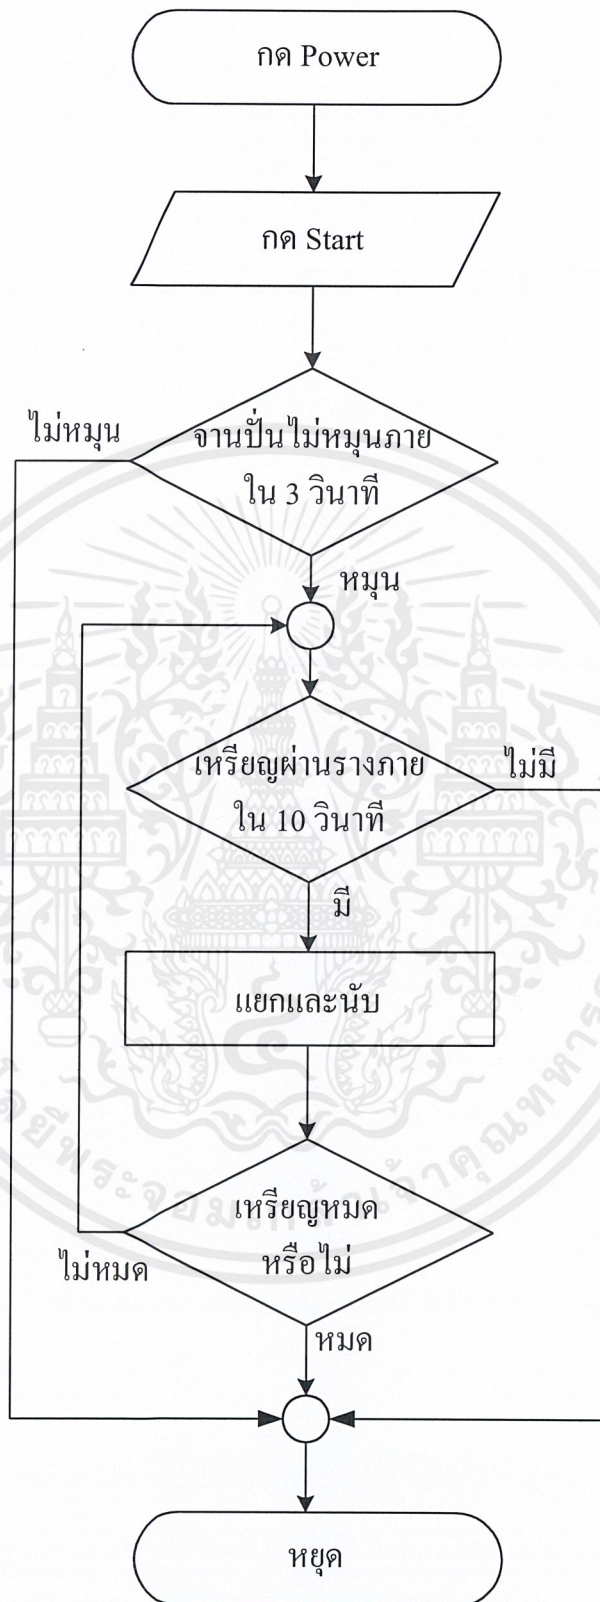 กด Power
กด Start
ไม่หมุน
จานปั่นไม่หมุนภาย
ใน 3 วินาที
หมุน
เหรียญผ่านรางภาย
ใน 10 วินาที
ไม่มี
มี
แยกและนับ
เหรียญหมด
หรือไม่
ไม่หมด
หมด
หยุด